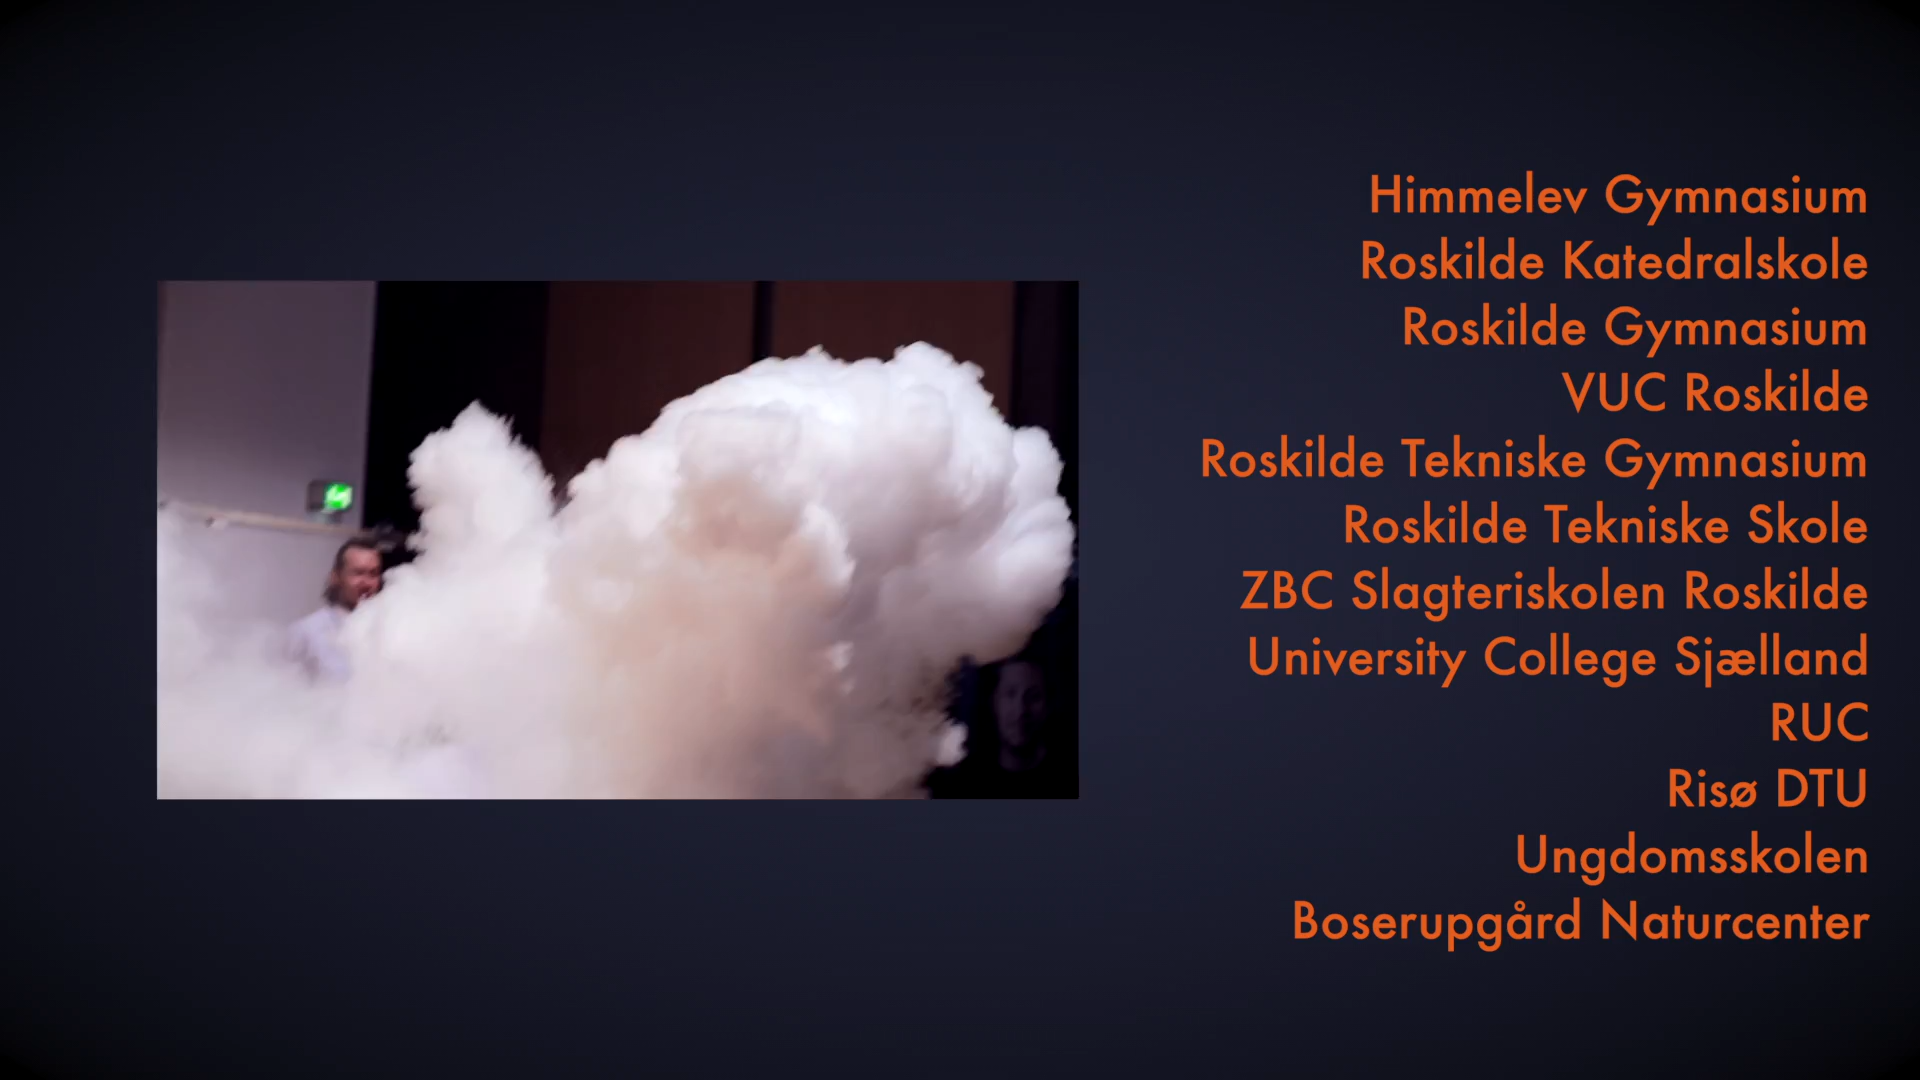 Himmelev Gymnasium
Roskilde Katedralskole
Roskilde Gymnasium
VUC Roskilde
Roskilde Tekniske Gymnasium
Roskilde Tekniske Skole
ZBC Slagteriskolen Roskilde
University College Sjælland
RUC
Risø DTU
Ungdomsskolen
Boserupgård Naturcenter